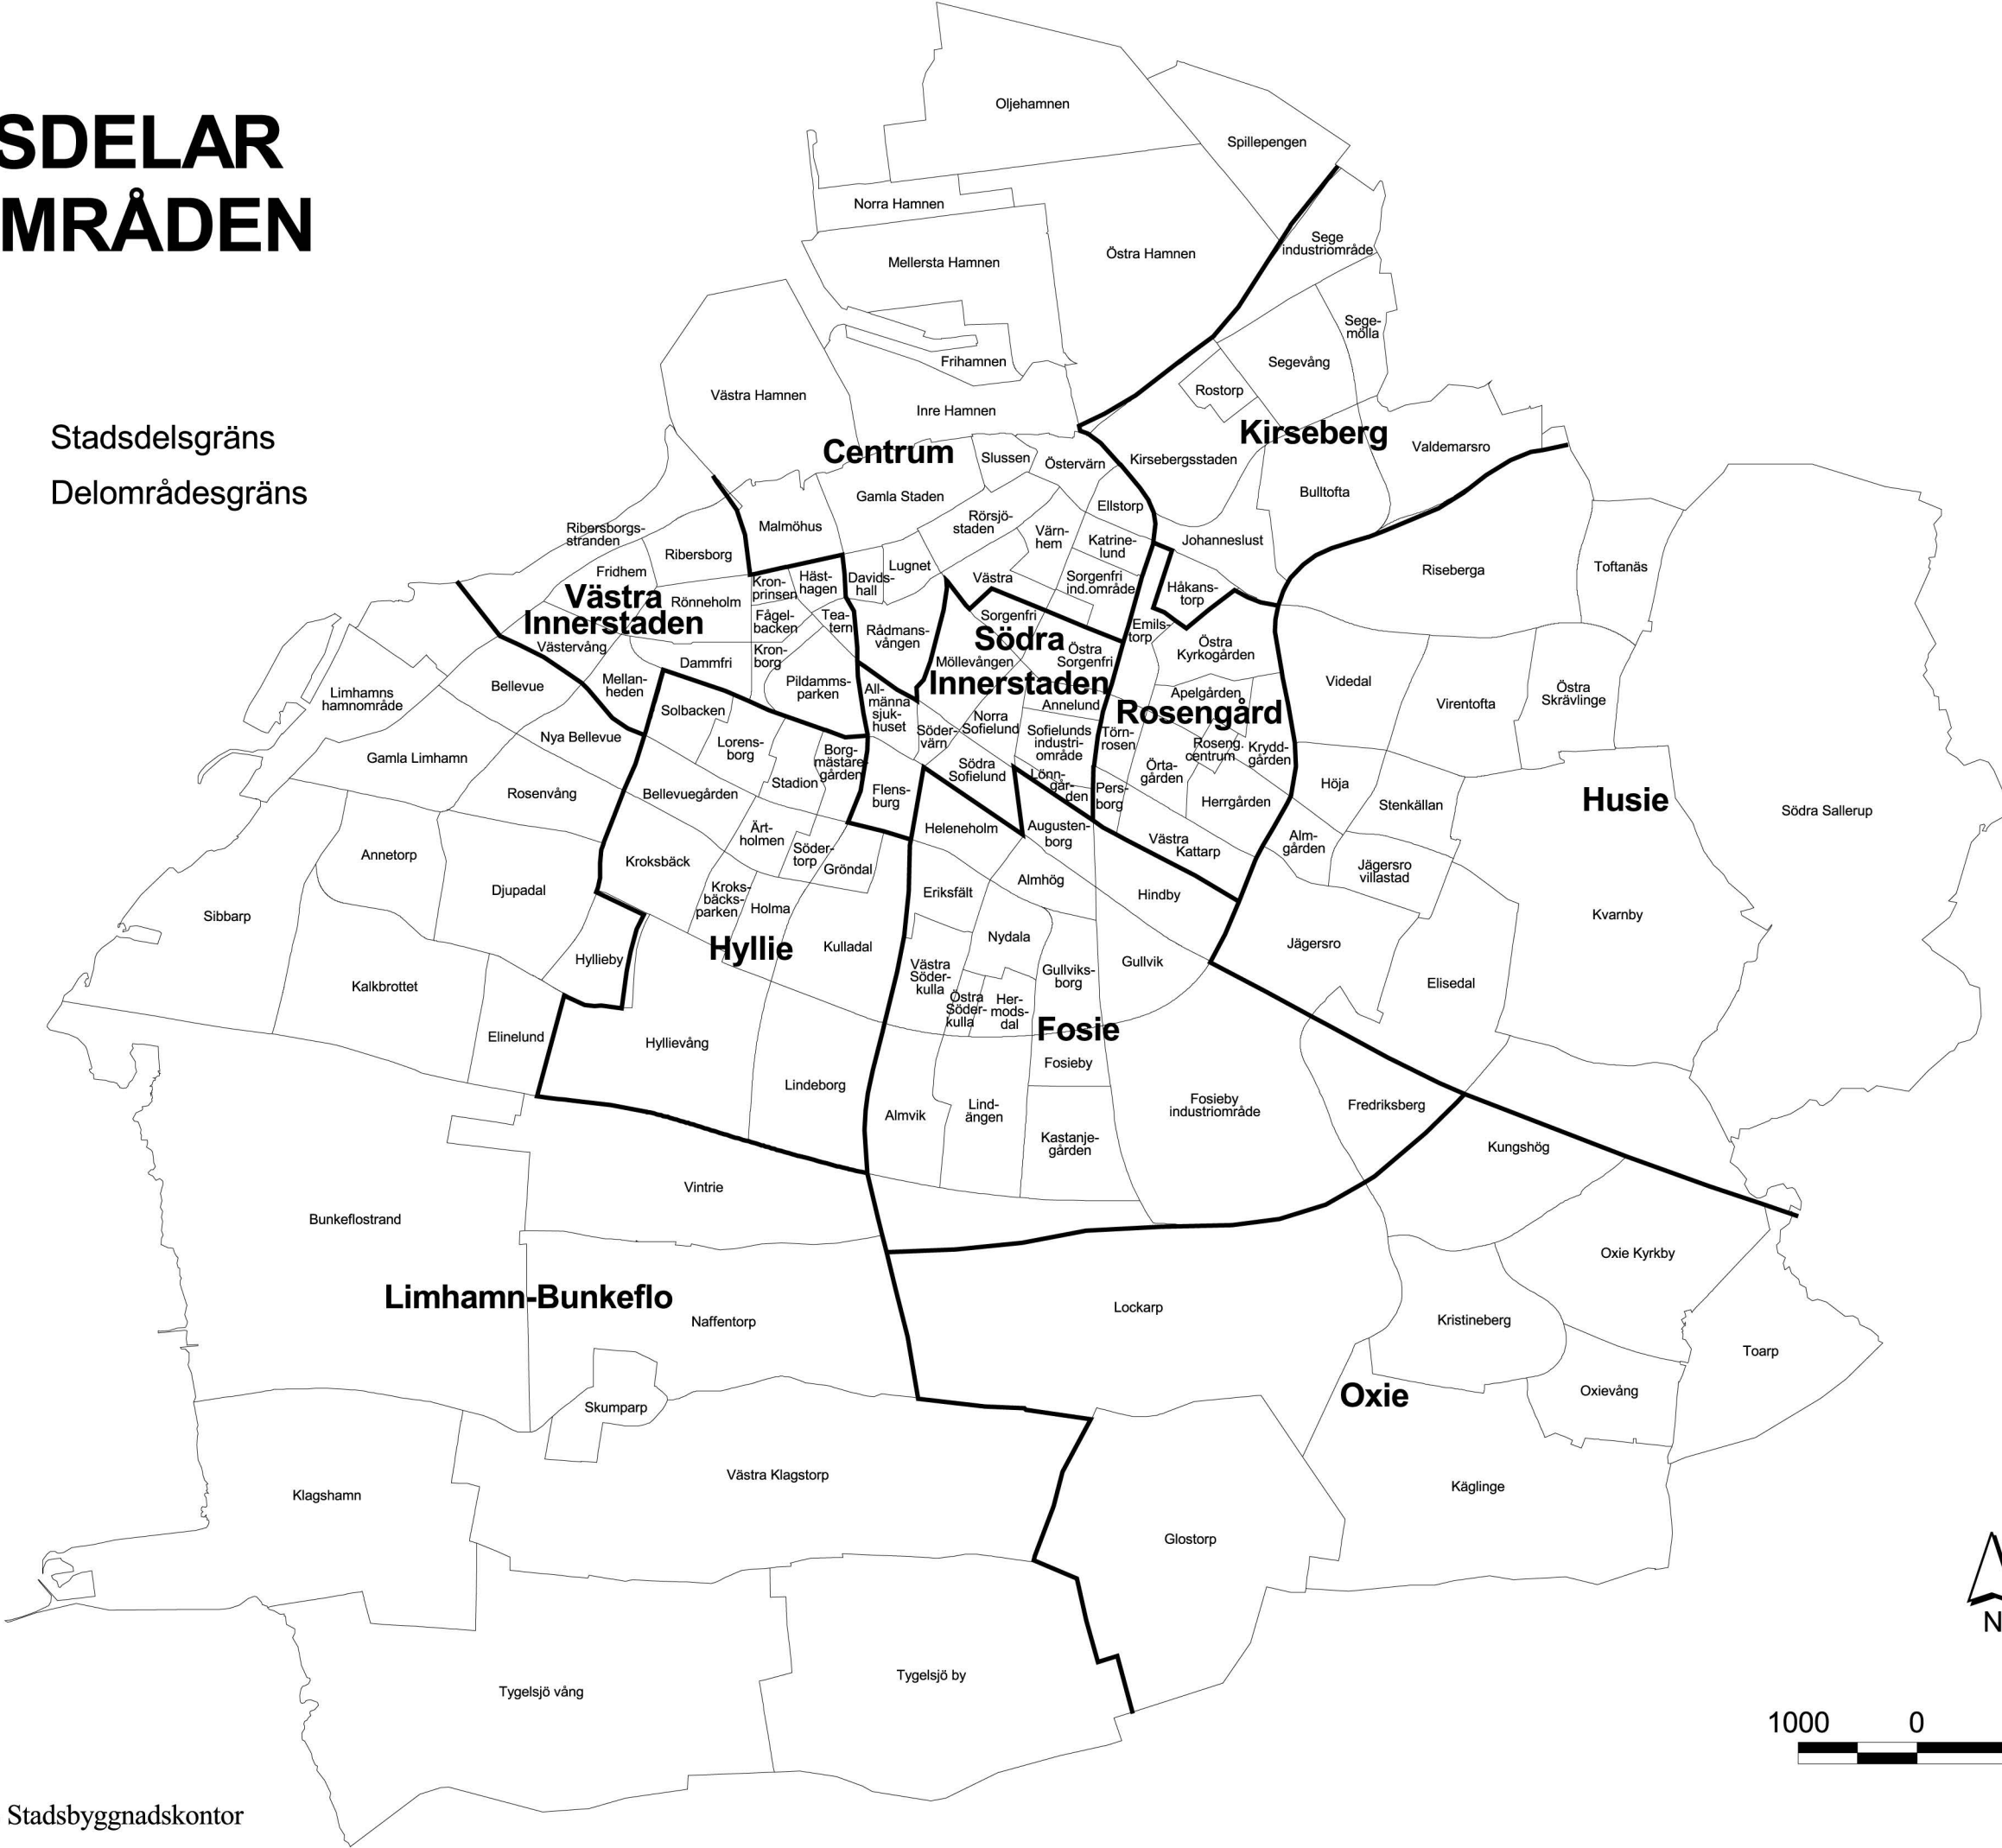 SDELAR
MRÅDEN
Stadsdelsgräns
Delområdesgräns
Oljehamnen
Spillepengen
Norra Hamnen
Östra Hamnen
Mellersta Hamnen
Sege
industriområde
Sege-
mölla
Frihamnen
Segevång
Rostorp
Västra Hamnen
Inre Hamnen
Centrum
Kirseberg
Valdemarsro
Slussen
Östervärn
Kirsebergsstaden
Gamla Staden
Bulltofta
Ellstorp
Rörsjö-
staden
Värn-
hem
Malmöhus
Ribersborgs-
stranden
Ribersborg
Katrine-
lund
Johanneslust
Riseberga
Toftanäs
Lugnet
Fridhem
Västra
Innerstaden
Rönneholm
Kron-
prinsen
Häst-
hagen
Davids-
hall
Västra
Sorgenfri
Sorgenfri
ind.område
Håkans-
torp
Fågel-
backen
Tea-
tern
Rådmans-
vången
Södra
Innerstaden
Emils-
torp
Östra
Kyrkogården
Västervång
Dammfri
Kron-
borg
Möllevången
Östra
Sorgenfri
Mellan-
heden
Pildamms-
parken
All-
männa
sjuk-
huset
Annelund
Apelgården
Rosengård
Videdal
Virentofta
Östra
Skrävlinge
Limhamns
hamnområde
Bellevue
Solbacken
Norra
Sofielund
Söder-
värn
Sofielunds
industri-
område
Törn-
rosen
Roseng.
centrum
Krydd-
gården
Nya Bellevue
Lorens-
borg
Borg-
mästare-
gården
Gamla Limhamn
Stadion
Södra
Sofielund
Lönn-
går-
den
Örta-
gården
Höja
Rosenvång
Bellevuegården
Flens-
burg
Pers-
borg
Herrgården
Stenkällan
Husie
Södra Sallerup
Heleneholm
Augusten-
borg
Västra
Kattarp
Alm-
gården
Ärt-
holmen
Söder-
torp
Gröndal
Annetorp
Kroksbäck
Jägersro
villastad
Djupadal
Kroks-
bäcks-
parken
Holma
Eriksfält
Almhög
Hindby
Sibbarp
Kvarnby
Hyllie
Kulladal
Nydala
Jägersro
Hyllieby
Västra
Söder-
kulla
Gullviks-
borg
Gullvik
Kalkbrottet
Elisedal
Östra
Söder-
kulla
Her-
mods-
dal
Fosie
Elinelund
Hyllievång
Fosieby
Lindeborg
Almvik
Lind-
ängen
Fosieby
industriområde
Fredriksberg
Kastanje-
gården
Kungshög
Vintrie
Bunkeflostrand
Oxie Kyrkby
Limhamn-Bunkeflo
Naffentorp
Lockarp
Kristineberg
Toarp
Oxie
Oxievång
Skumparp
Västra Klagstorp
Käglinge
Klagshamn
Glostorp
N
Tygelsjö by
Tygelsjö vång
1000 0
Stadsbyggnadskontor